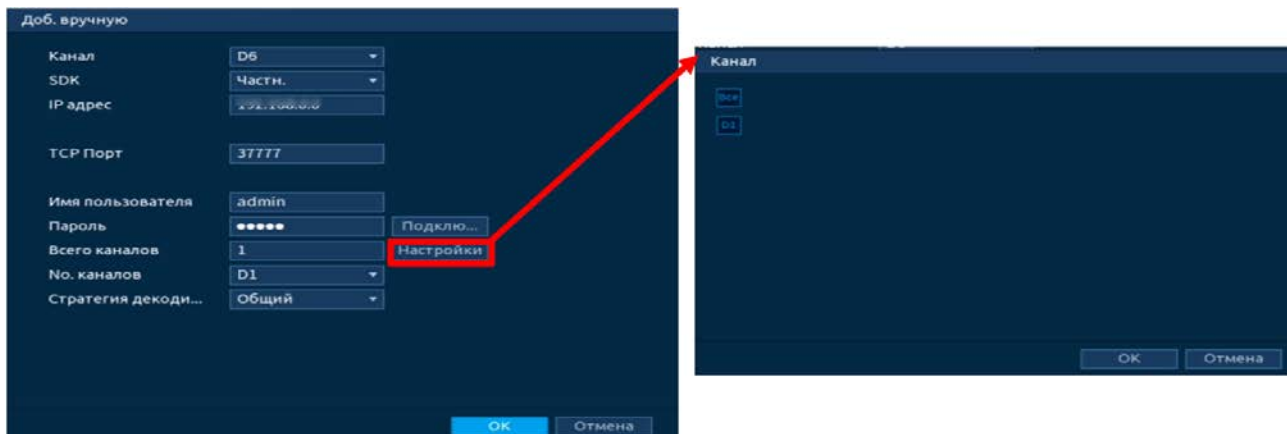 Доб. вручную
Канал D6
SDK Частн.
IP адрес
TCP Порт 37777
Имя пользователя admin
Пароль ••••• Подклю...
Всего каналов 1 Настройки
No. каналов D1
Стратегия декоди... Общий
OK Отмена
Канал
Все
D1
OK Отмена